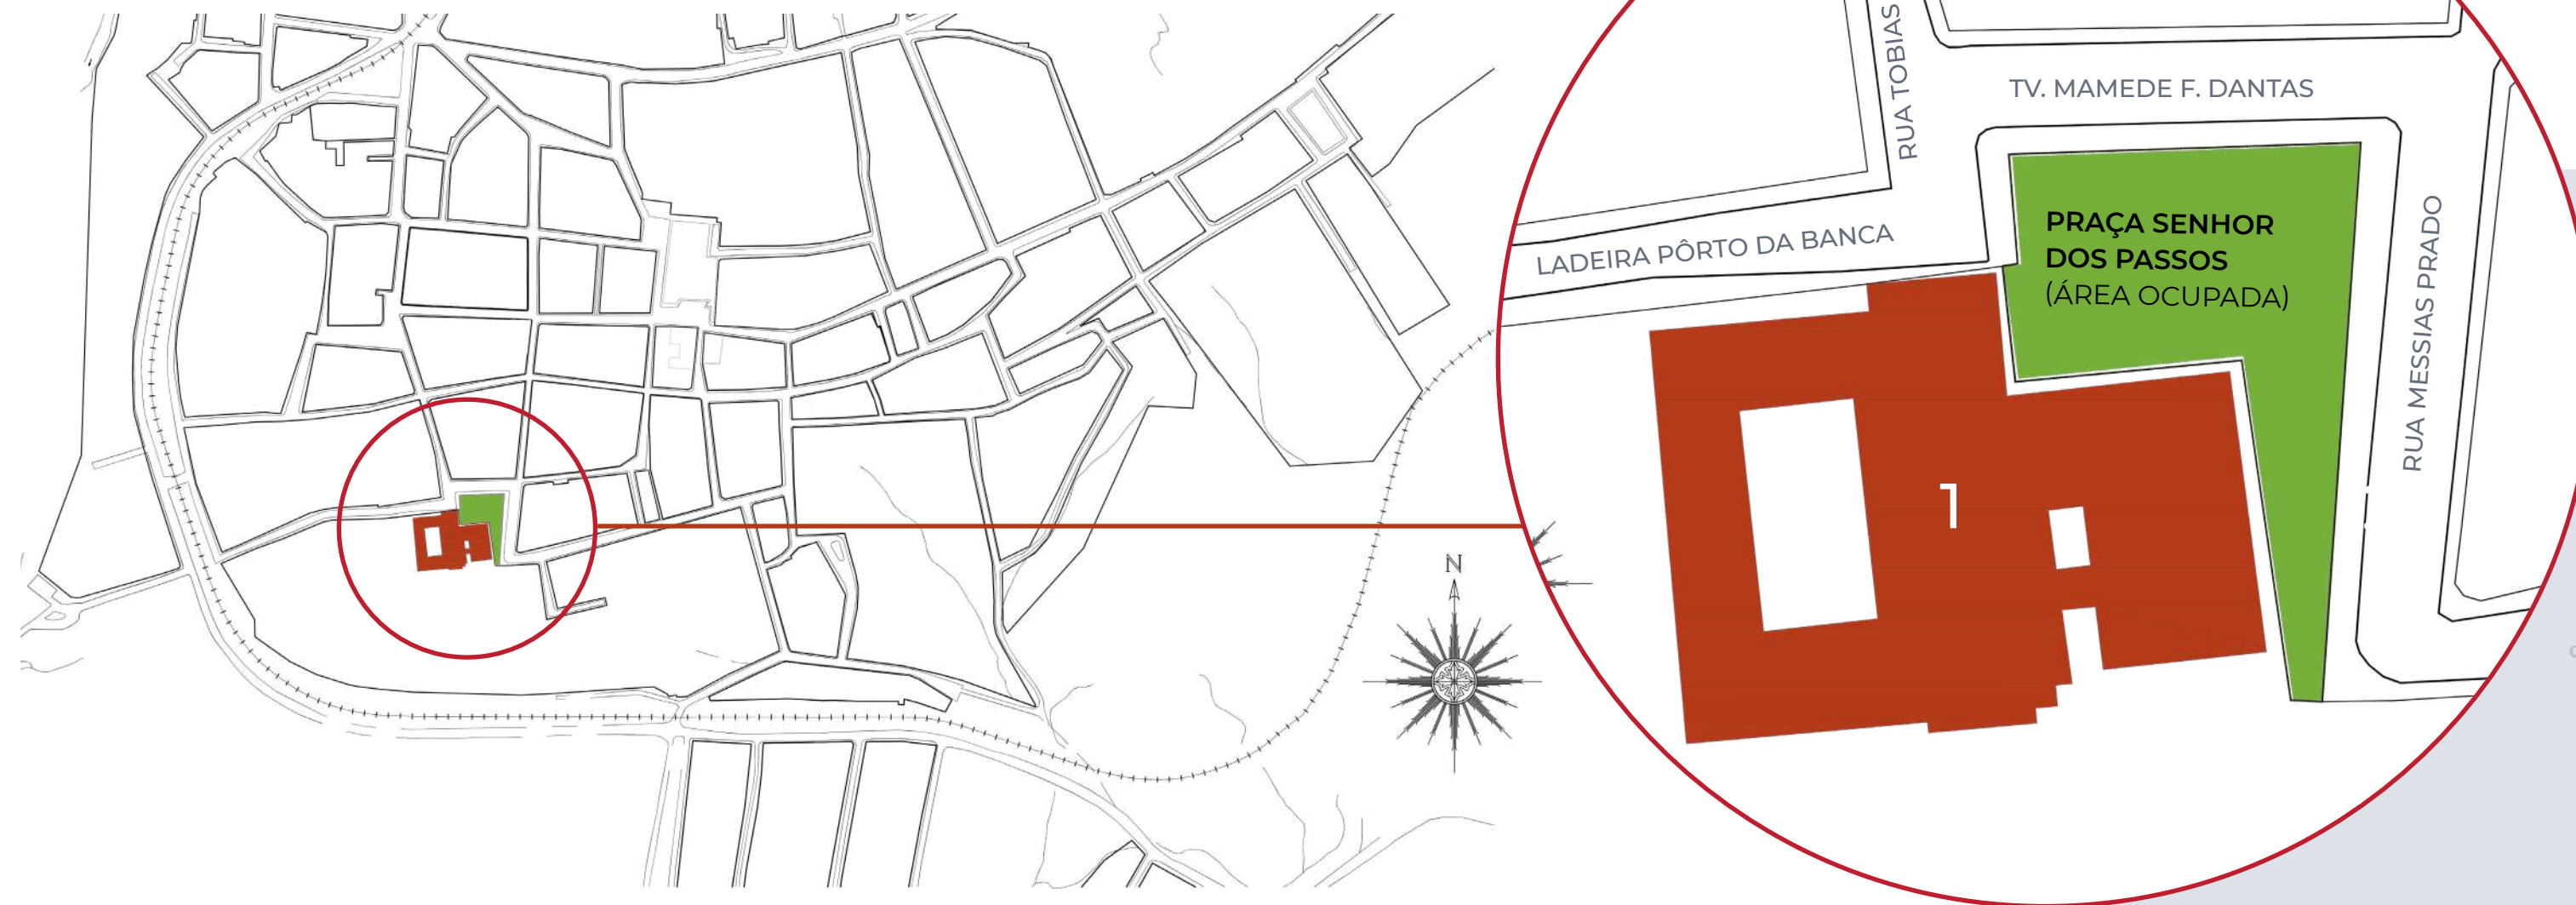 RUA TOBIAS
TV. MAMEDE F. DANTAS
PRAÇA SENHOR
DOS PASSOS
(ÁREA OCUPADA)
LADEIRA PÔRTO DA BANCA
RUA MESSIAS PRADO
1
N